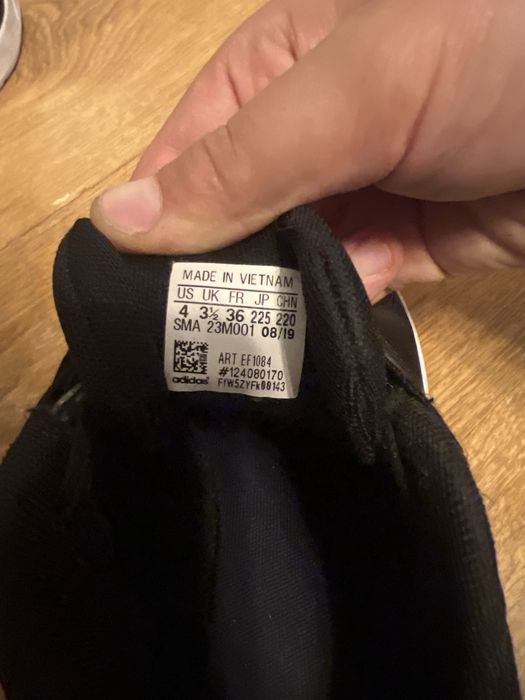 MADE IN VIETNAM
US UK FR JP CHN
4 3½ 36 225 220
SMA 23M001 08/19
ART EF1084
#124080170
adidas F1W5ZYFk00143